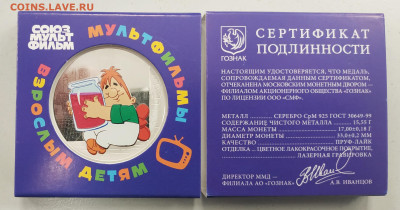 COINS.LAVE.RU
СОЮЗ
МУЛЬТ
ФИЛЬМ
МУЛЬТФИЛЬМЫ
ВЗРОСЛЫМ ДЕТЯМ
ГОЗНАК
СЕРТИФИКАТ
ПОДЛИННОСТИ
НАСТОЯЩИМ УДОСТОВЕРЯЕТСЯ, ЧТО МЕДАЛЬ,
СОПРОВОЖДАЕМАЯ ДАННЫМ СЕРТИФИКАТОМ,
ОТЧЕКАНЕНА МОСКОВСКИМ МОНЕТНЫМ ДВОРОМ –
ФИЛИАЛОМ АКЦИОНЕРНОГО ОБЩЕСТВА «ГОЗНАК»
ПО ЛИЦЕНЗИИ ООО «СМФ».
МЕТАЛЛ СЕРЕБРО СрМ 925 ГОСТ 30649-99
СОДЕРЖАНИЕ ЧИСТОГО МЕТАЛЛА 15,55 Г
МАССА МОНЕТЫ 17,00±0,18 Г
ДИАМЕТР МОНЕТЫ 33,0±0,2 ММ
КАЧЕСТВО ПРУФ-ЛАЙК
ОТДЕЛКА ЦВЕТНОЕ ЛАКОКРАСОЧНОЕ ПОКРЫТИЕ,
ЛАЗЕРНАЯ ГРАВИРОВКА
ДИРЕКТОР ММД –
ФИЛИАЛА АО «ГОЗНАК»
А.В. ИВАНЦОВ